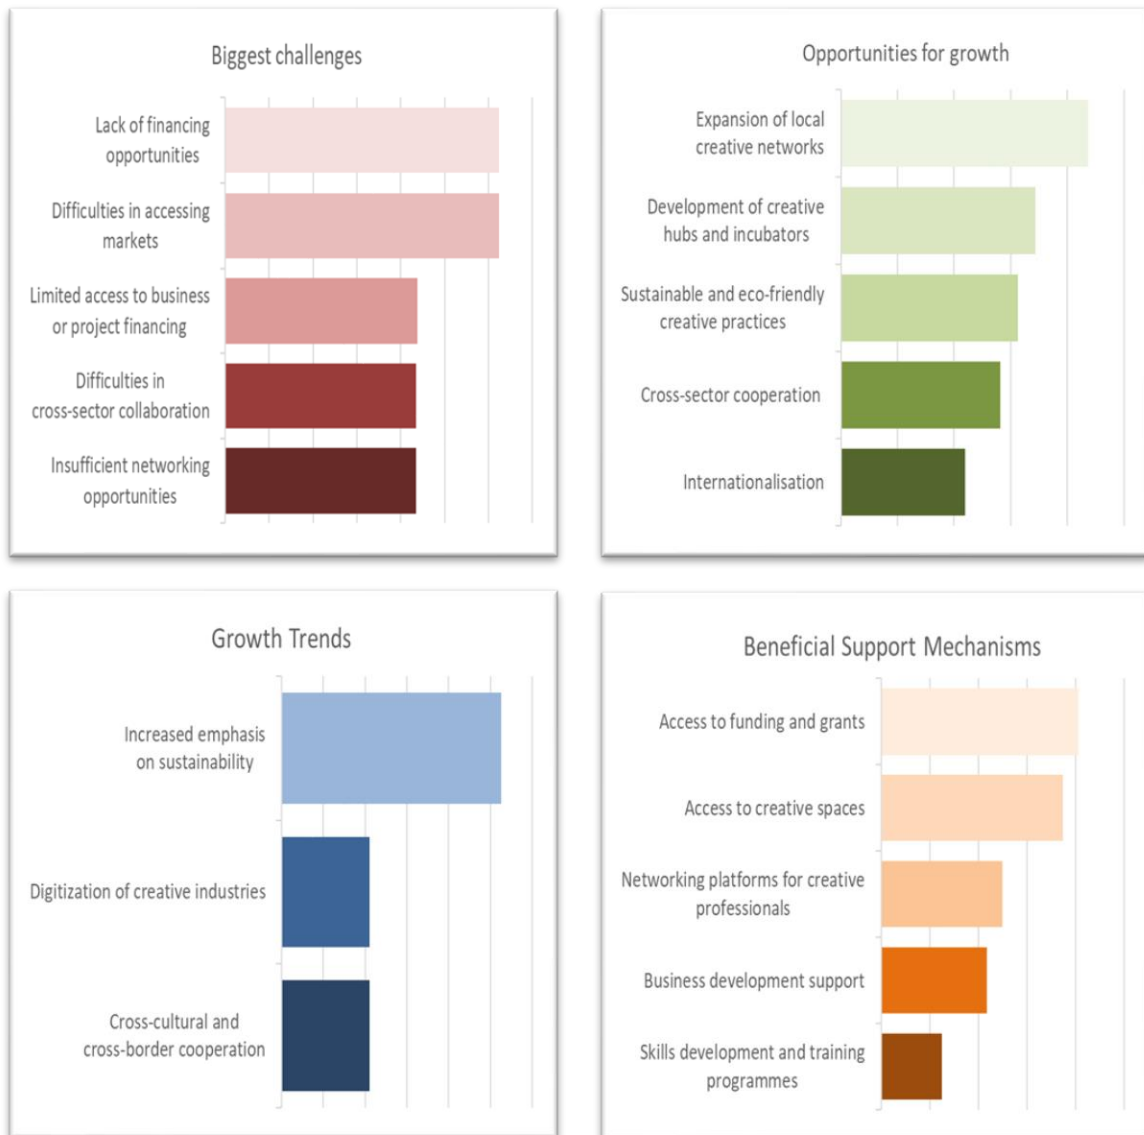 Biggest challenges
Lack of financing
opportunities
Difficulties in accessing
markets
Limited access to business
or project financing
Difficulties in
cross-sector collaboration
Insufficient networking
opportunities
Opportunities for growth
Expansion of local
creative networks
Development of creative
hubs and incubators
Sustainable and eco-friendly
creative practices
Cross-sector cooperation
Internationalisation
Growth Trends
Increased emphasis
on sustainability
Digitization of creative industries
Cross-cultural and
cross-border cooperation
Beneficial Support Mechanisms
Access to funding and grants
Access to creative spaces
Networking platforms for creative
professionals
Business development support
Skills development and training
programmes